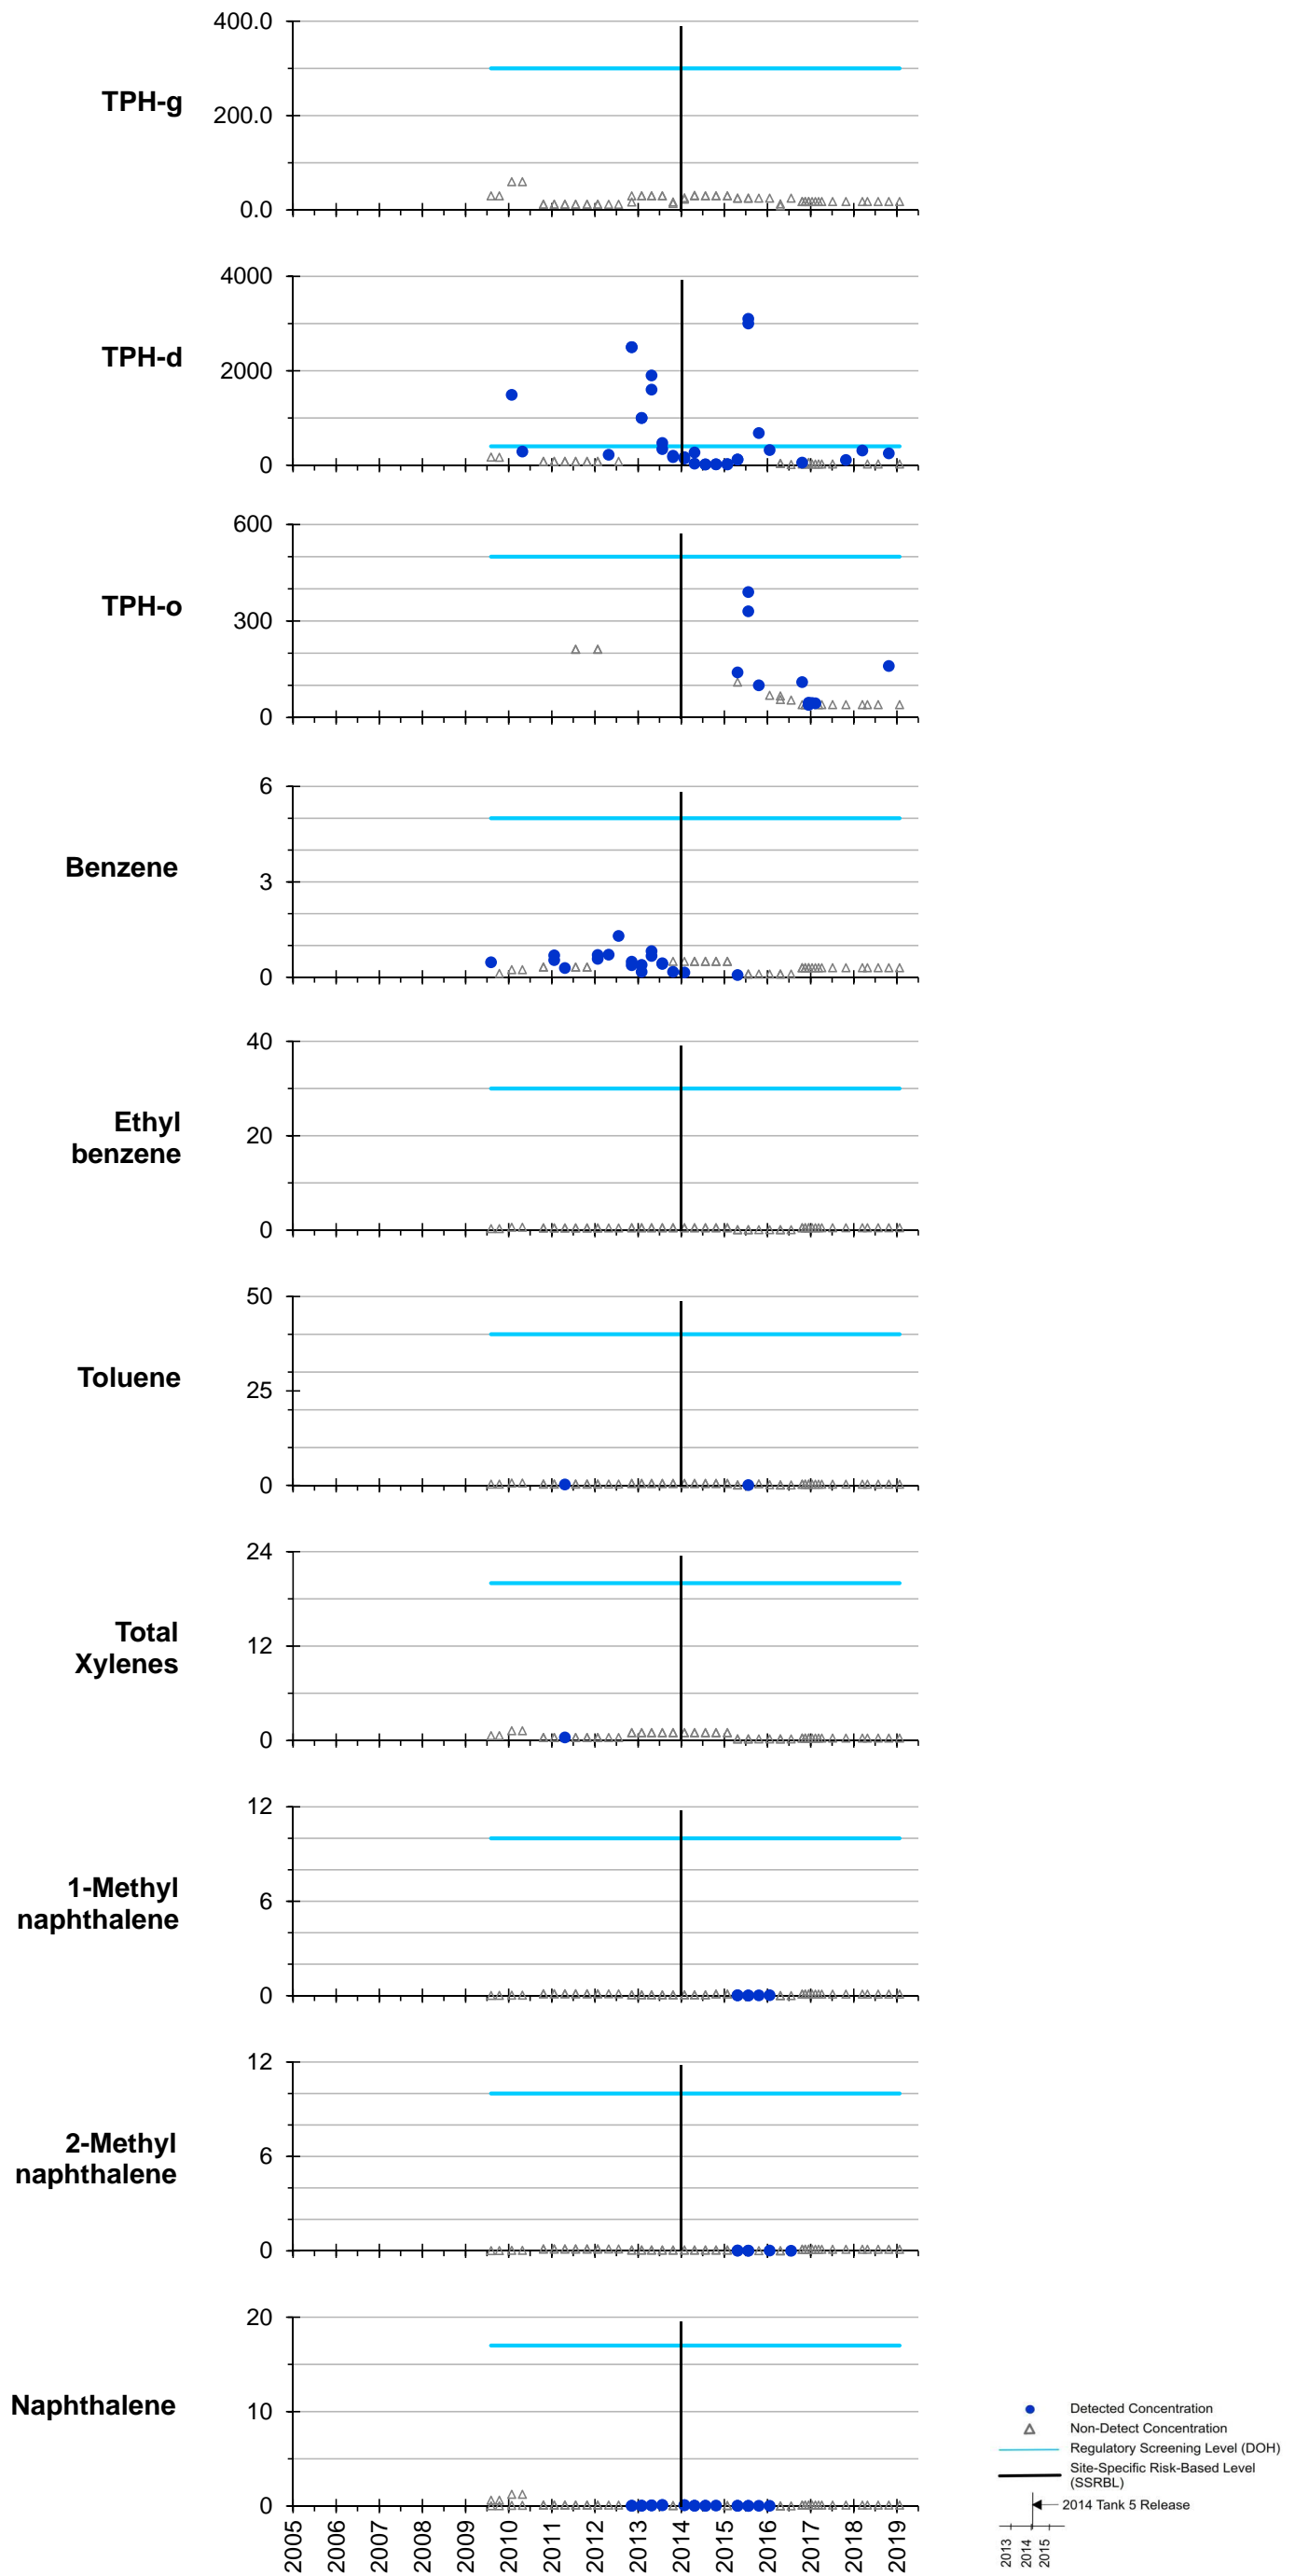 400.0
TPH-g
200.0
0.0
4000
TPH-d
2000
0
600
TPH-o
300
0
6
Benzene
3
0
40
Ethyl
benzene
20
0
50
Toluene
25
0
24
Total
Xylenes
12
0
12
1-Methyl
naphthalene
6
0
12
2-Methyl
naphthalene
6
0
20
Naphthalene
10
0
2005 2006 2007 2008 2009 2010 2011 2012 2013 2014 2015 2016 2017 2018 2019
Detected Concentration
Non-Detect Concentration
Regulatory Screening Level (DOH)
Site-Specific Risk-Based Level
(SSRBL)
2014 Tank 5 Release
2013 2014 2015